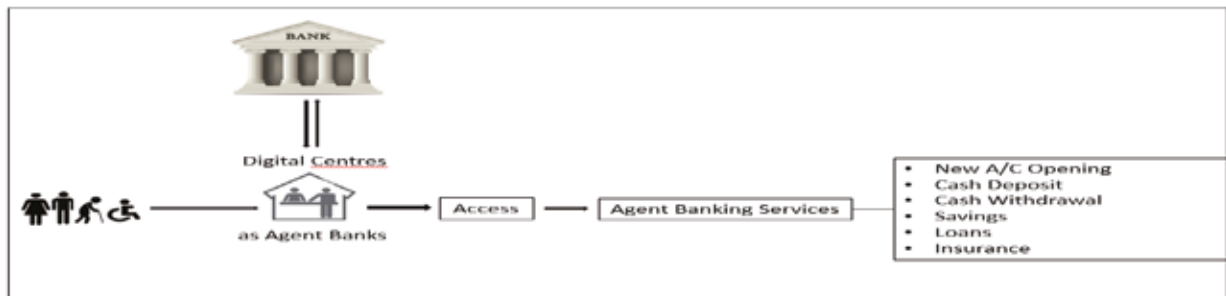 BANK
Digital Centres
as Agent Banks
Access
Agent Banking Services
• New A/C Opening
• Cash Deposit
• Cash Withdrawal
• Savings
• Loans
• Insurance